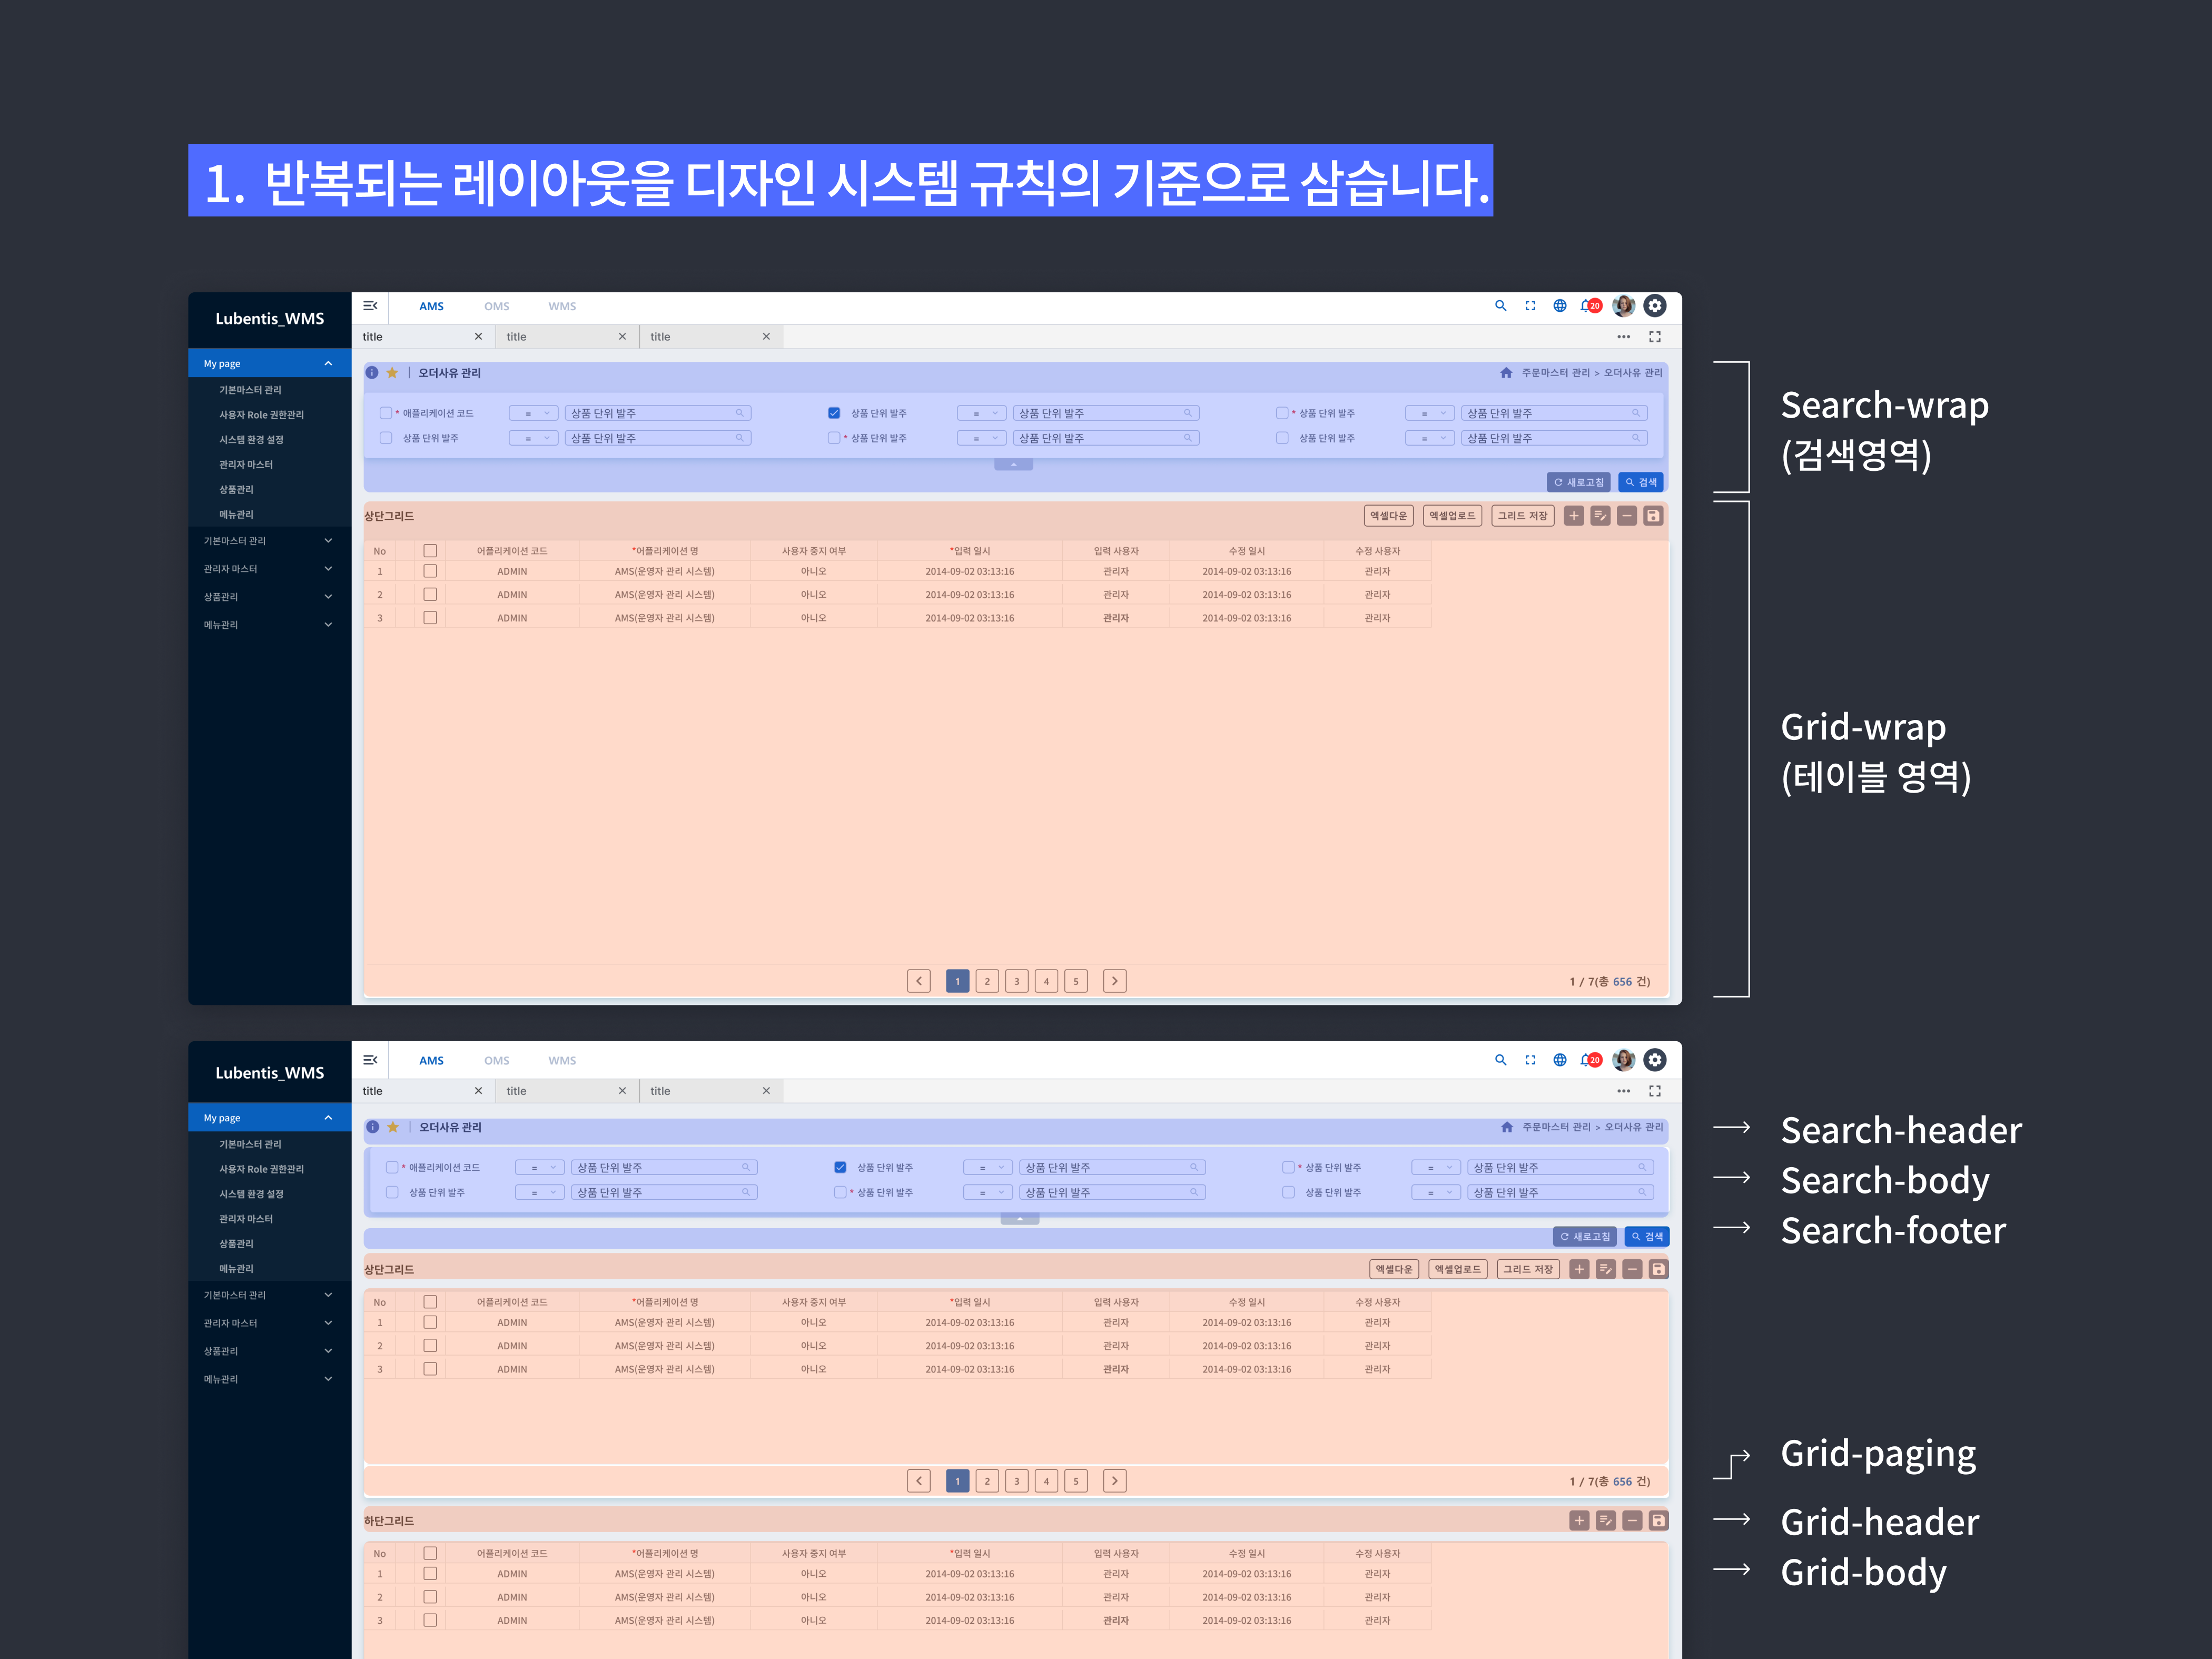 1. 반복되는 레이아웃을 디자인 시스템 규칙의 기준으로 삼습니다.
Lubentis_WMS
AMS OMS WMS
20
title title title
My page
기본마스터 관리
사용자 Role 권한관리
시스템 환경 설정
관리자 마스터
상품관리
메뉴관리
기본마스터 관리
관리자 마스터
상품관리
메뉴관리
오더사유 관리
주문마스터 관리 > 오더사유 관리
* 애플리케이션 코드 = 상품 단위 발주 상품 단위 발주 = 상품 단위 발주 * 상품 단위 발주 = 상품 단위 발주
상품 단위 발주 = 상품 단위 발주 * 상품 단위 발주 = 상품 단위 발주 상품 단위 발주 = 상품 단위 발주
새로고침 검색
상단그리드 엑셀다운 엑셀업로드 그리드 저장
No 어플리케이션 코드 *어플리케이션 명 사용자 중지 여부 *입력 일시 입력 사용자 수정 일시 수정 사용자
1 ADMIN AMS(운영자 관리 시스템) 아니오 2014-09-02 03:13:16 관리자 2014-09-02 03:13:16 관리자
2 ADMIN AMS(운영자 관리 시스템) 아니오 2014-09-02 03:13:16 관리자 2014-09-02 03:13:16 관리자
3 ADMIN AMS(운영자 관리 시스템) 아니오 2014-09-02 03:13:16 관리자 2014-09-02 03:13:16 관리자
1 2 3 4 5
1 / 7(총 656 건)
Search-wrap
(검색영역)
Grid-wrap
(테이블 영역)
Lubentis_WMS
AMS OMS WMS
20
title title title
My page
기본마스터 관리
사용자 Role 권한관리
시스템 환경 설정
관리자 마스터
상품관리
메뉴관리
기본마스터 관리
관리자 마스터
상품관리
메뉴관리
오더사유 관리
주문마스터 관리 > 오더사유 관리
* 애플리케이션 코드 = 상품 단위 발주 상품 단위 발주 = 상품 단위 발주 * 상품 단위 발주 = 상품 단위 발주
상품 단위 발주 = 상품 단위 발주 * 상품 단위 발주 = 상품 단위 발주 상품 단위 발주 = 상품 단위 발주
새로고침 검색
상단그리드 엑셀다운 엑셀업로드 그리드 저장
No 어플리케이션 코드 *어플리케이션 명 사용자 중지 여부 *입력 일시 입력 사용자 수정 일시 수정 사용자
1 ADMIN AMS(운영자 관리 시스템) 아니오 2014-09-02 03:13:16 관리자 2014-09-02 03:13:16 관리자
2 ADMIN AMS(운영자 관리 시스템) 아니오 2014-09-02 03:13:16 관리자 2014-09-02 03:13:16 관리자
3 ADMIN AMS(운영자 관리 시스템) 아니오 2014-09-02 03:13:16 관리자 2014-09-02 03:13:16 관리자
1 2 3 4 5
1 / 7(총 656 건)
하단그리드
No 어플리케이션 코드 *어플리케이션 명 사용자 중지 여부 *입력 일시 입력 사용자 수정 일시 수정 사용자
1 ADMIN AMS(운영자 관리 시스템) 아니오 2014-09-02 03:13:16 관리자 2014-09-02 03:13:16 관리자
2 ADMIN AMS(운영자 관리 시스템) 아니오 2014-09-02 03:13:16 관리자 2014-09-02 03:13:16 관리자
3 ADMIN AMS(운영자 관리 시스템) 아니오 2014-09-02 03:13:16 관리자 2014-09-02 03:13:16 관리자
Search-header
Search-body
Search-footer
Grid-paging
Grid-header
Grid-body